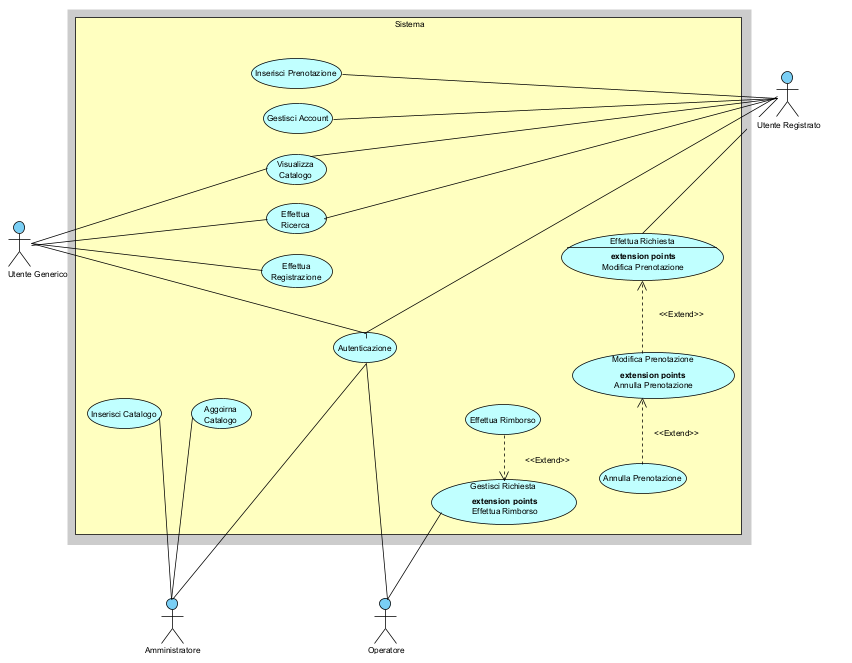 Sistema
Inserisci Prenotazione
Gestisci Account
Utente Registrato
Visualizza
Catalogo
Effettua
Ricerca
Utente Generico
Effettua
Registrazione
Effettua Richiesta
extension points
Modifica Prenotazione
<<Extend>>
Autenticazione
Modifica Prenotazione
extension points
Annulla Prenotazione
Inserisci Catalogo
Aggoirna
Catalogo
Effettua Rimborso
<<Extend>>
<<Extend>>
Annulla Prenotazione
Gestisci Richiesta
extension points
Effettua Rimborso
Amministratore
Operatore